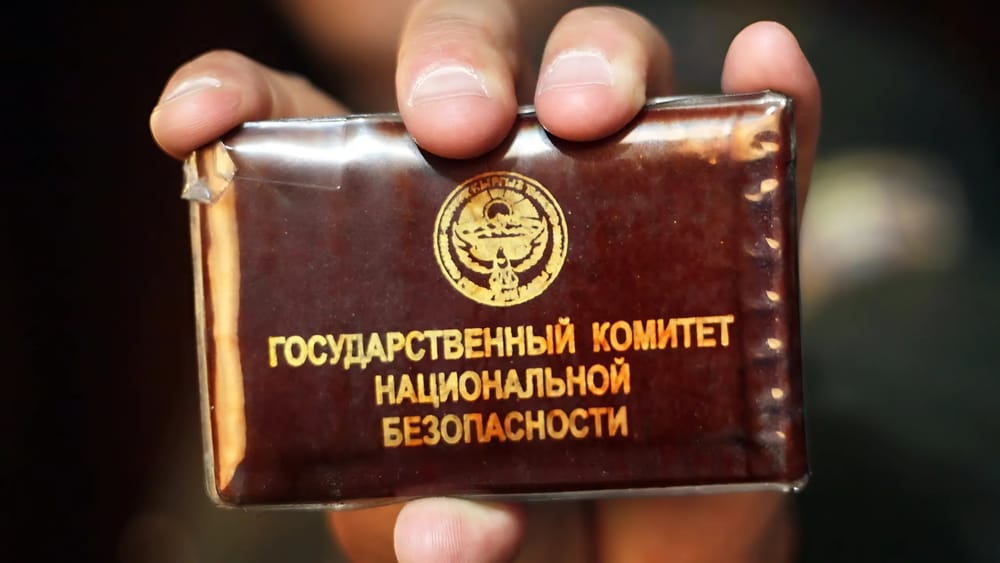 ГОСУДАРСТВЕННЫЙ КОМИТЕТ
НАЦИОНАЛЬНОЙ
БЕЗОПАСНОСТИ